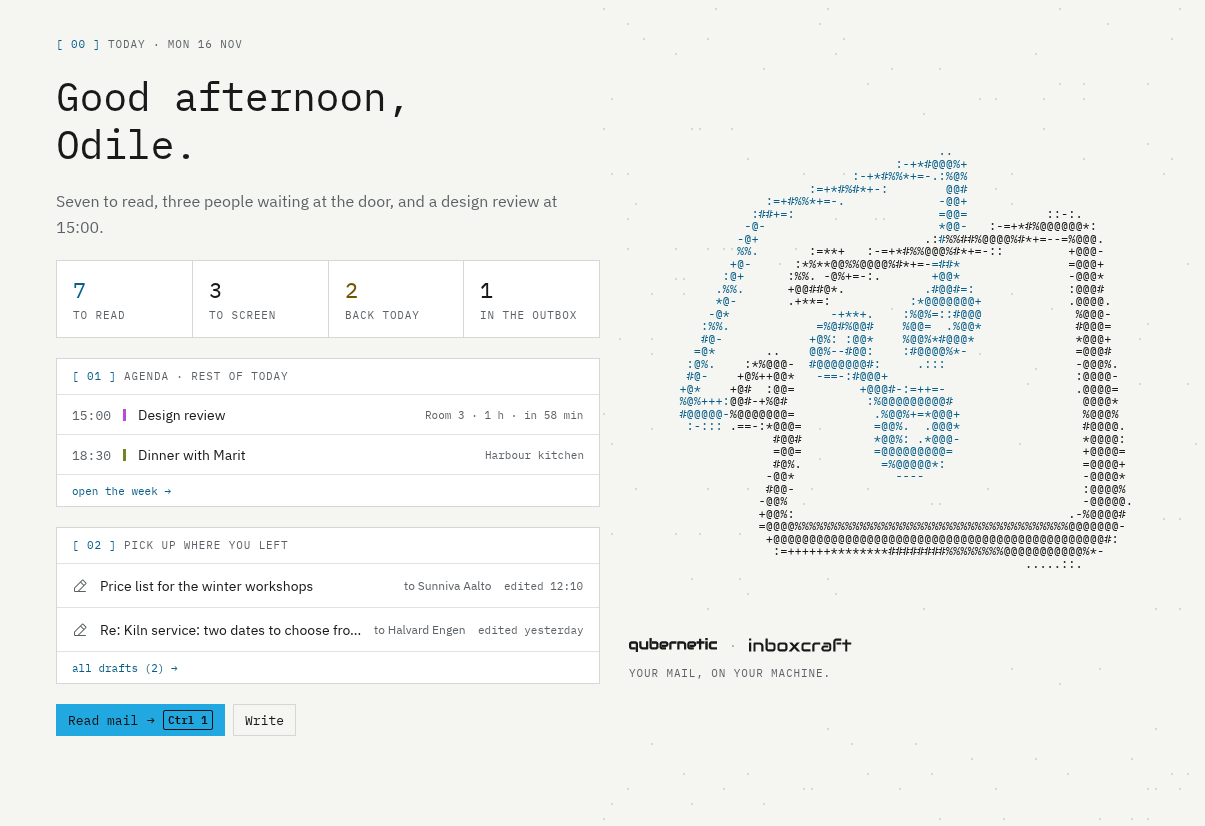 [ 00 ] TODAY · MON 16 NOV
Good afternoon,
Odile.
Seven to read, three people waiting at the door, and a design review at
15:00.
7
TO READ
3
TO SCREEN
2
BACK TODAY
1
IN THE OUTBOX
[ 01 ] AGENDA · REST OF TODAY
15:00 Design review Room 3 · 1 h · in 58 min
18:30 Dinner with Marit Harbour kitchen
open the week →
[ 02 ] PICK UP WHERE YOU LEFT
Price list for the winter workshops to Sunniva Aalto edited 12:10
Re: Kiln service: two dates to choose fro… to Halvard Engen edited yesterday
all drafts (2) →
Read mail → Ctrl 1
Write
qubernetic · inboxcraft
YOUR MAIL, ON YOUR MACHINE.